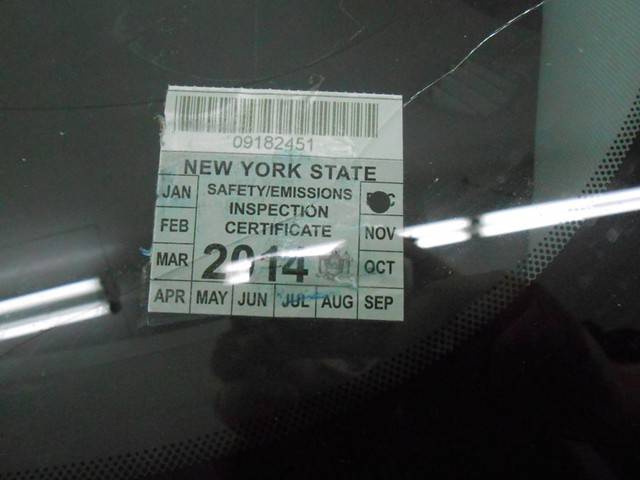 09182451
NEW YORK STATE
SAFETY/EMISSIONS
INSPECTION
CERTIFICATE
2014
JAN
FEB
MAR
APR MAY JUN JUL AUG SEP
OCT
NOV